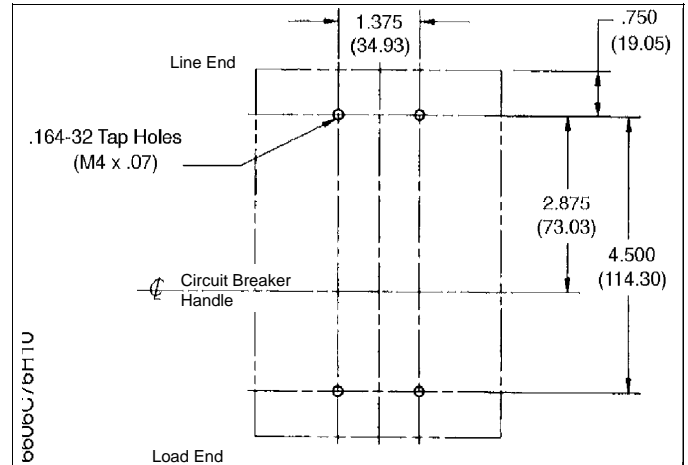 1.375
(34.93)
.750
(19.05)
Line End
.164-32 Tap Holes
(M4 x .07)
2.875
(73.03)
4.500
(114.30)
℄ Circuit Breaker
Handle
Load End